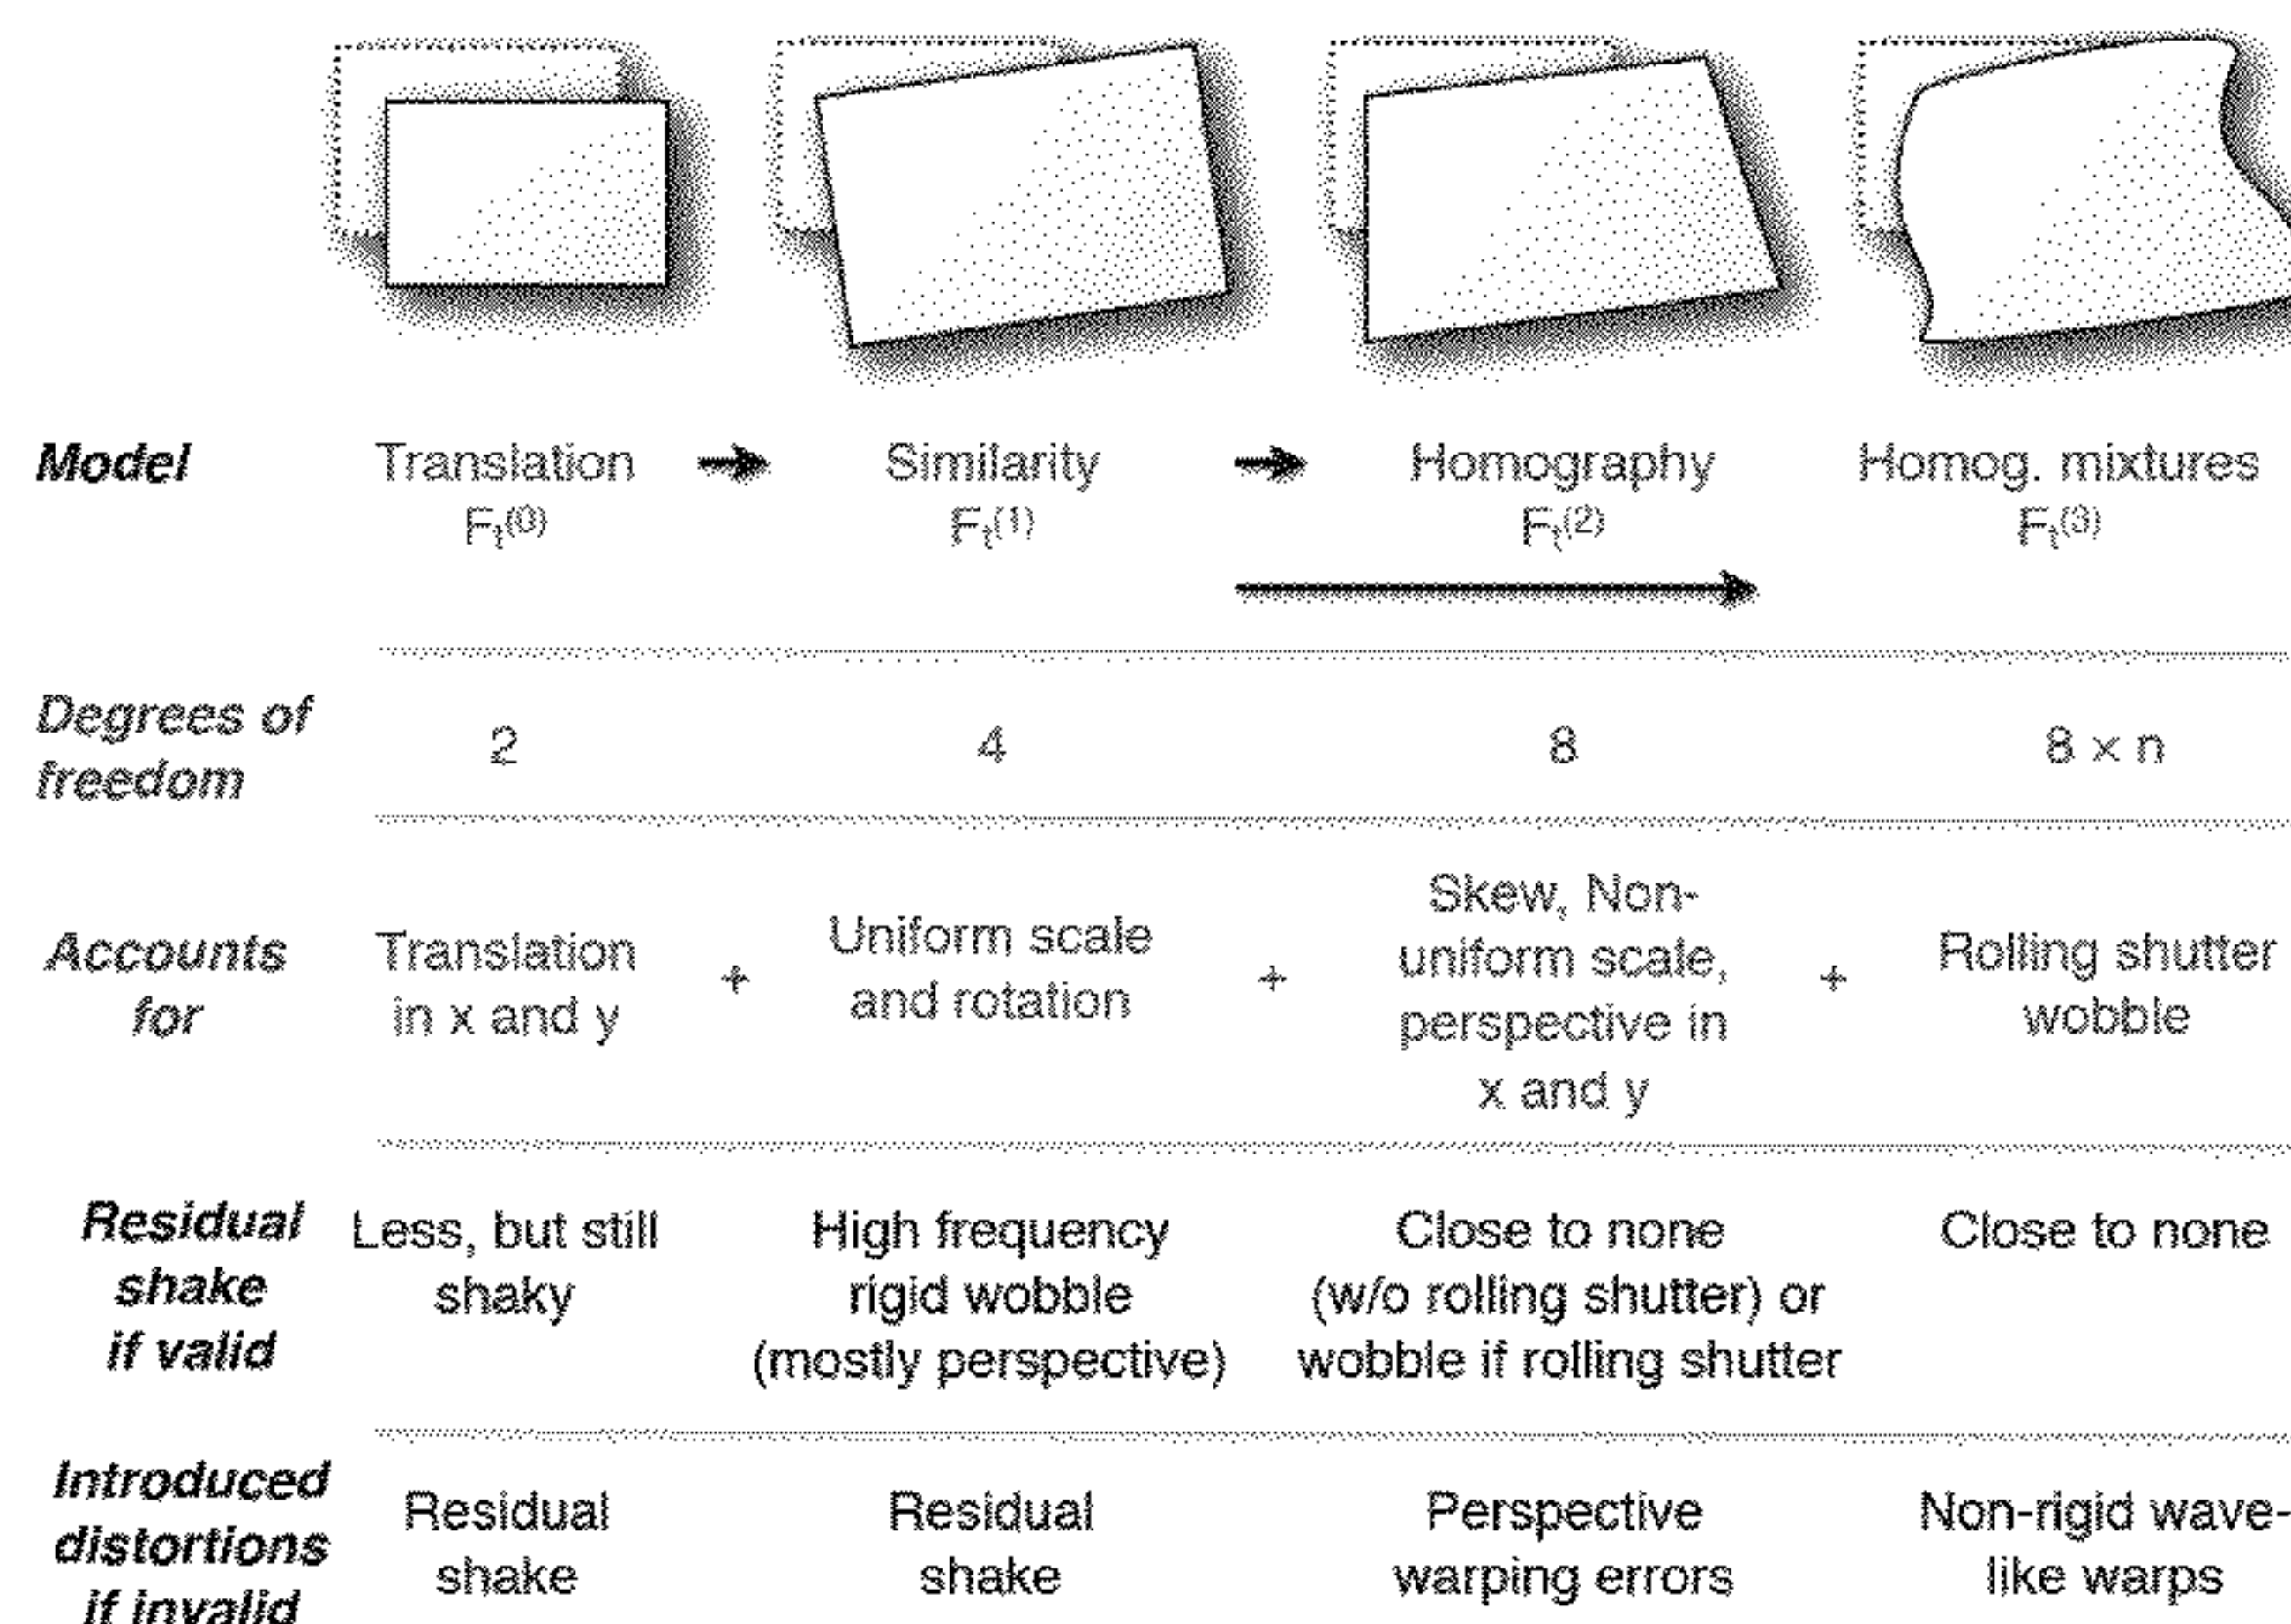 Model Translation Similarity Homography Homog. mixtures
Ft(0) Ft(1) Ft(2) Ft(3)
Degrees of
freedom
2 4 8 8 × n
Accounts
for
Translation
in x and y
+
Uniform scale
and rotation
+
Skew, Non-
uniform scale,
perspective in
x and y
+
Rolling shutter
wobble
Residual
shake
if valid
Less, but still
shaky
High frequency
rigid wobble
(mostly perspective)
Close to none
(w/o rolling shutter) or
wobble if rolling shutter
Close to none
Introduced
distortions
if invalid
Residual
shake
Residual
shake
Perspective
warping errors
Non-rigid wave-
like warps